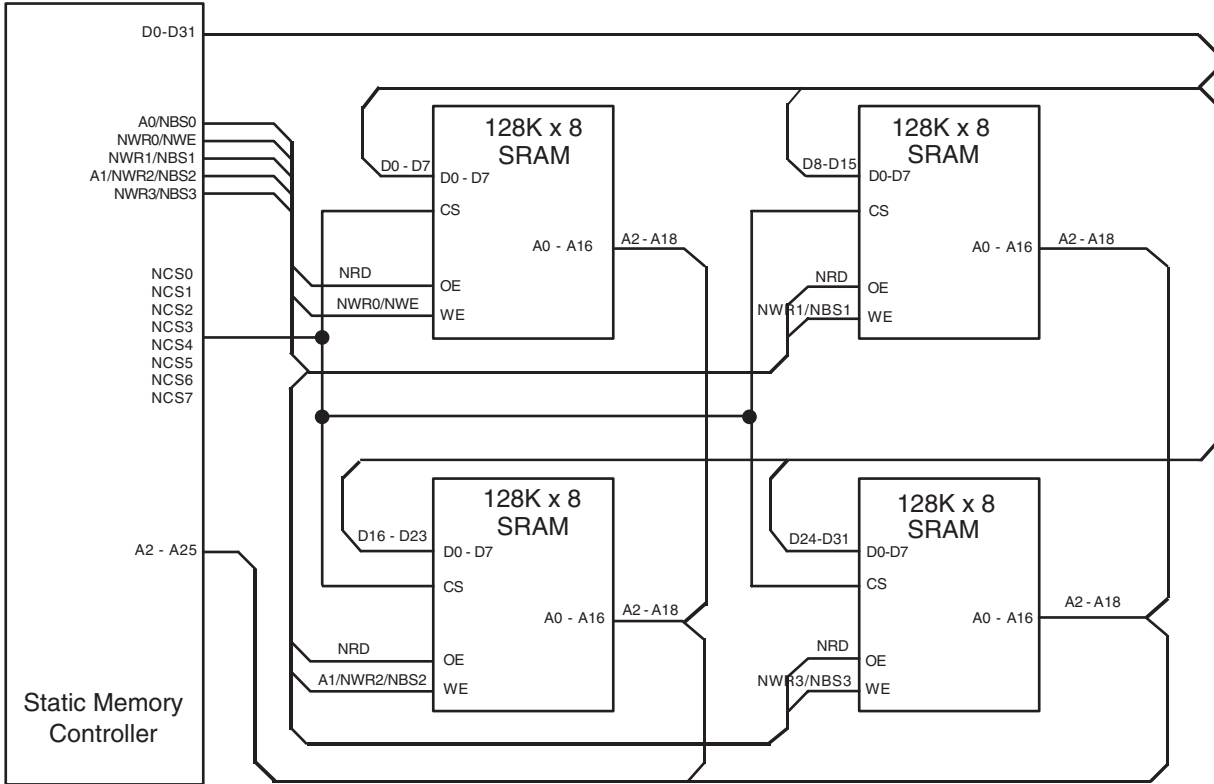 D0-D31
A0/NBS0
NWR0/NWE
NWR1/NBS1
A1/NWR2/NBS2
NWR3/NBS3
NCS0
NCS1
NCS2
NCS3
NCS4
NCS5
NCS6
NCS7
A2 - A25
Static Memory
Controller
128K x 8
SRAM
D0 - D7
D0 - D7
CS
A0 - A16
A2 - A18
NRD
OE
NWR0/NWE
WE
128K x 8
SRAM
D8-D15
D0-D7
CS
A0 - A16
A2 - A18
NRD
OE
NWR1/NBS1
WE
128K x 8
SRAM
D16 - D23
D0 - D7
CS
A0 - A16
A2 - A18
NRD
OE
A1/NWR2/NBS2
WE
128K x 8
SRAM
D24-D31
D0-D7
CS
A0 - A16
A2 - A18
NRD
OE
NWR3/NBS3
WE